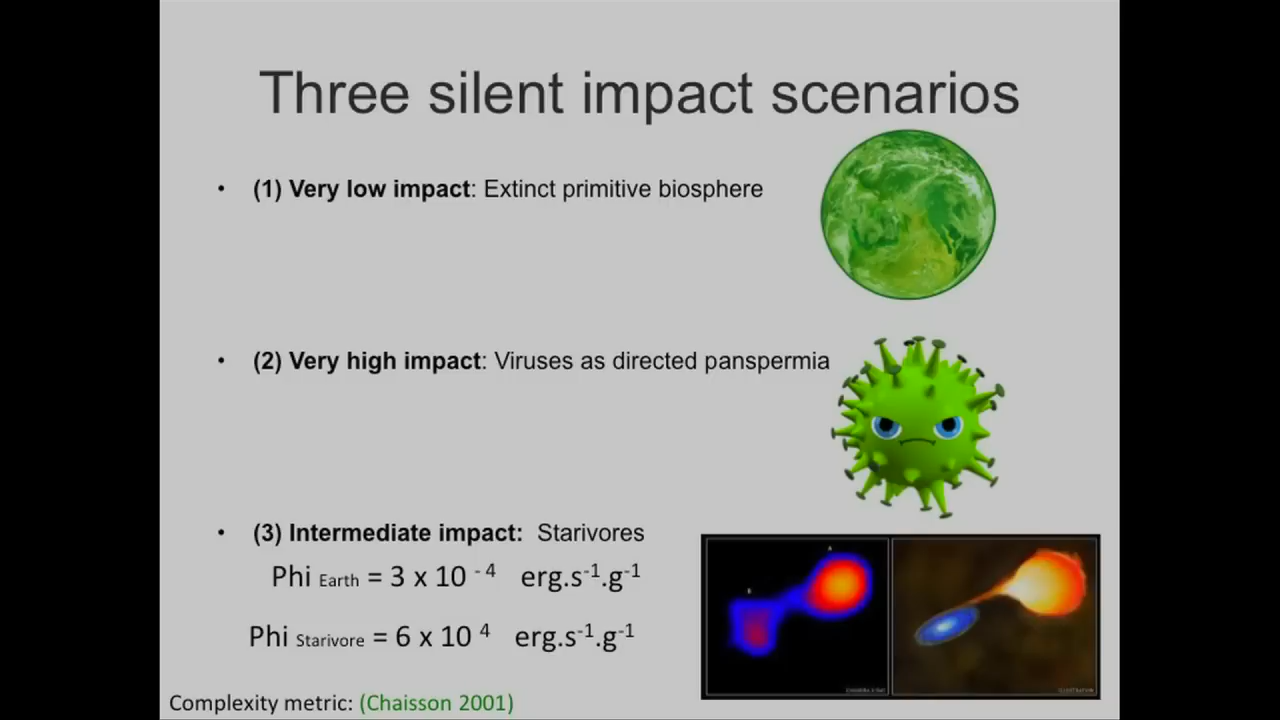 Three silent impact scenarios
• (1) Very low impact: Extinct primitive biosphere
• (2) Very high impact: Viruses as directed panspermia
• (3) Intermediate impact: Starivores
Phi Earth = 3 x 10 -4 erg.s-1.g-1
Phi Starivore = 6 x 10 4 erg.s-1.g-1
Complexity metric: (Chaisson 2001)